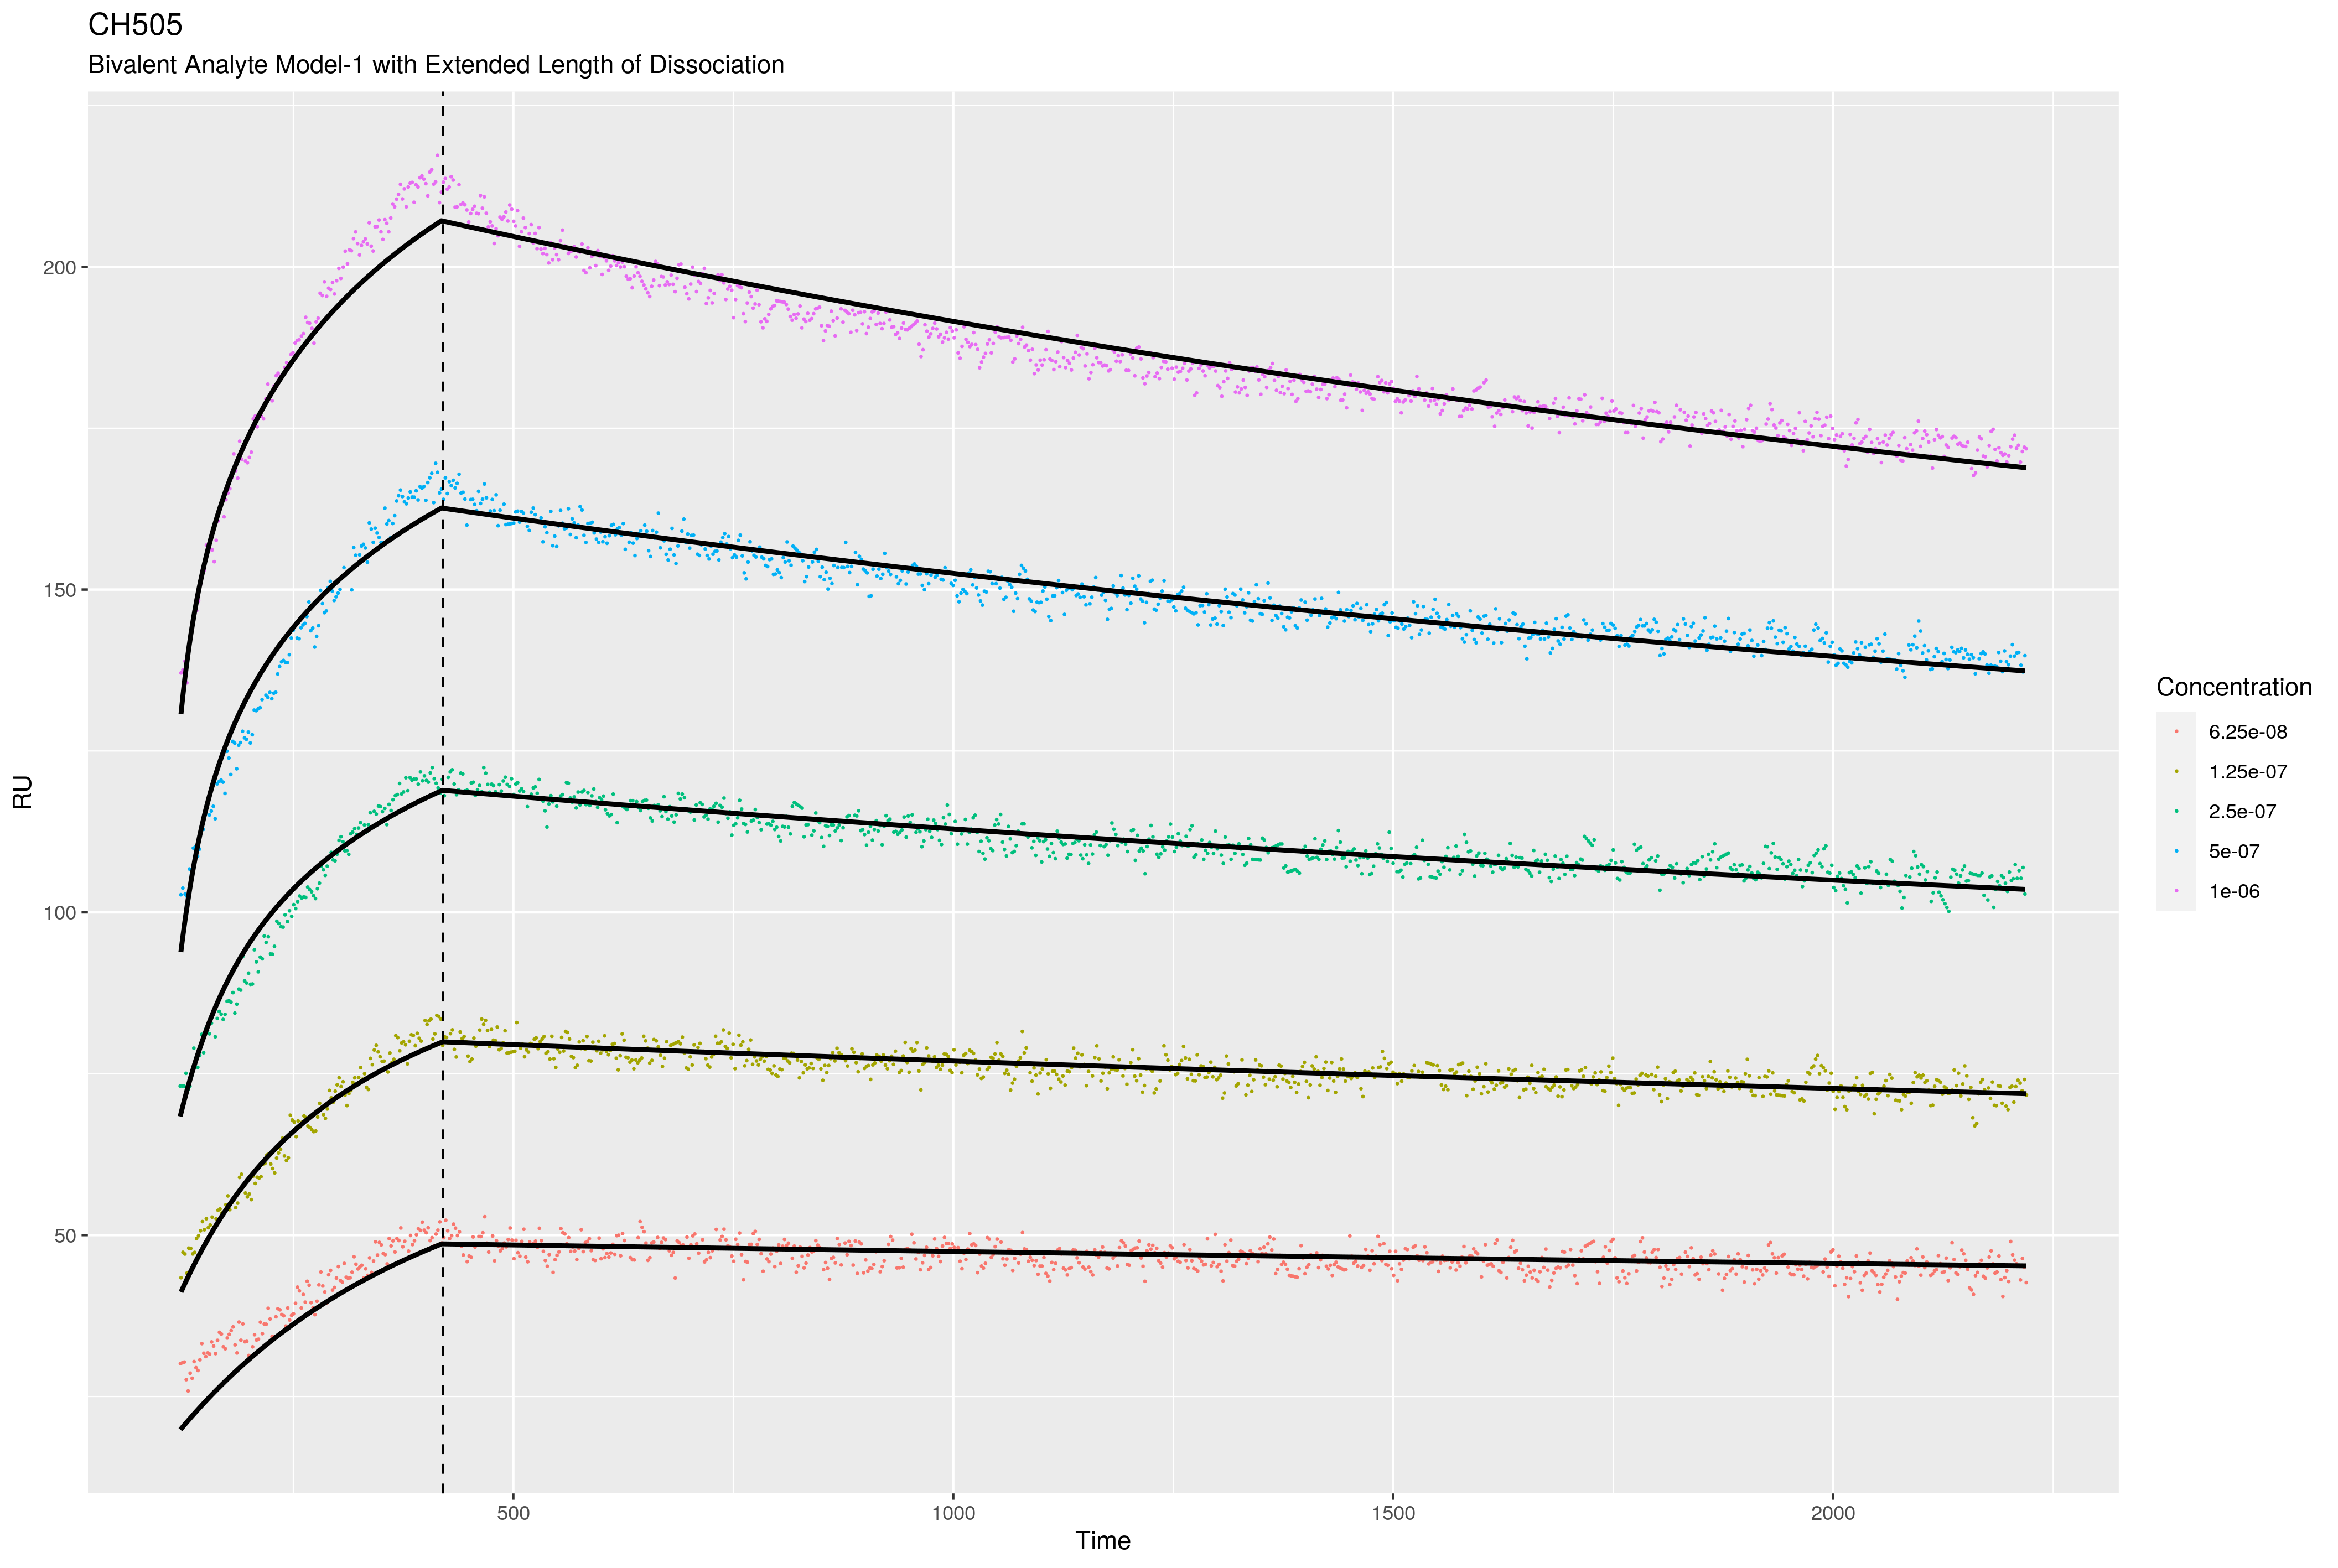 CH505
Bivalent Analyte Model-1 with Extended Length of Dissociation
RU
200
150
100
50
500
1000
1500
2000
Time
Concentration
6.25e-08
1.25e-07
2.5e-07
5e-07
1e-06